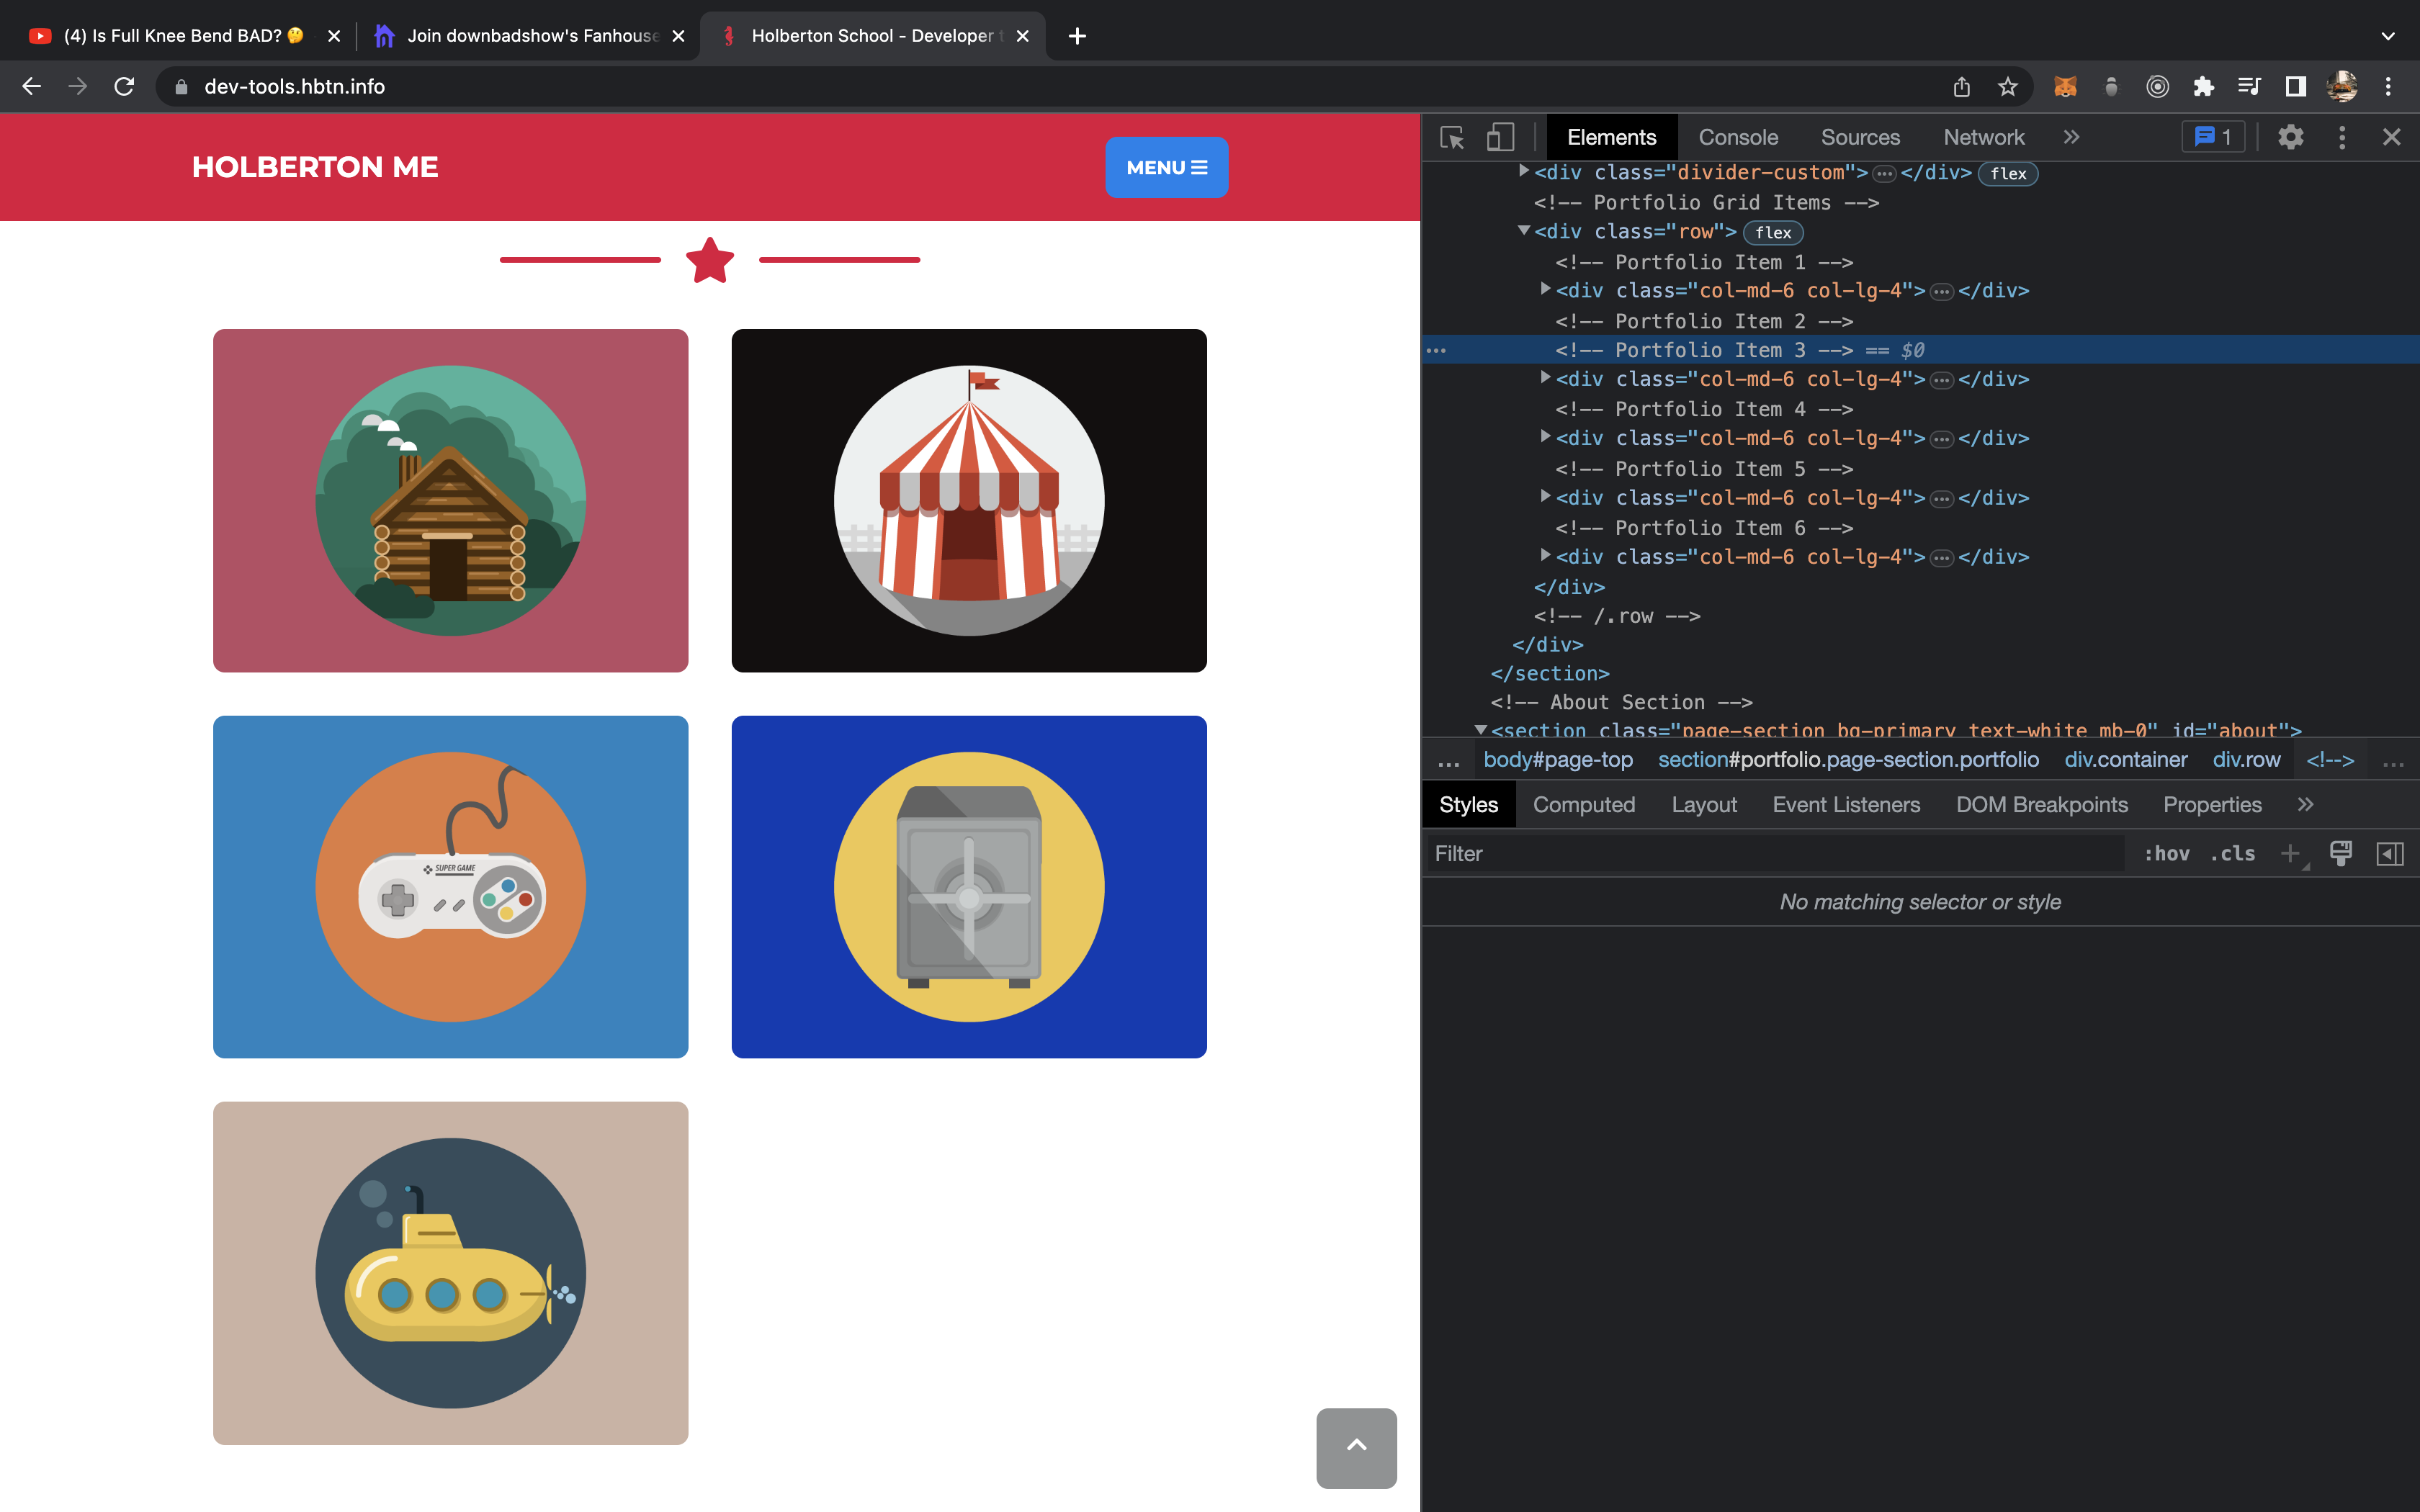 (4) Is Full Knee Bend BAD? 🤔
Join downbadshow's Fanhouse
Holberton School - Developer t
dev-tools.hbtn.info
HOLBERTON ME
MENU
SUPER GAME
Elements Console Sources Network » 1
<div class="divider-custom">…</div> flex
<!-- Portfolio Grid Items -->
<div class="row"> flex
<!-- Portfolio Item 1 -->
<div class="col-md-6 col-lg-4">…</div>
<!-- Portfolio Item 2 -->
<!-- Portfolio Item 3 --> == $0
<div class="col-md-6 col-lg-4">…</div>
<!-- Portfolio Item 4 -->
<div class="col-md-6 col-lg-4">…</div>
<!-- Portfolio Item 5 -->
<div class="col-md-6 col-lg-4">…</div>
<!-- Portfolio Item 6 -->
<div class="col-md-6 col-lg-4">…</div>
</div>
<!-- /.row -->
</div>
</section>
<!-- About Section -->
<section class="page-section bg-primary text-white mb-0" id="about">
… body#page-top section#portfolio.page-section.portfolio div.container div.row <!--> …
Styles Computed Layout Event Listeners DOM Breakpoints Properties »
Filter :hov .cls
No matching selector or style